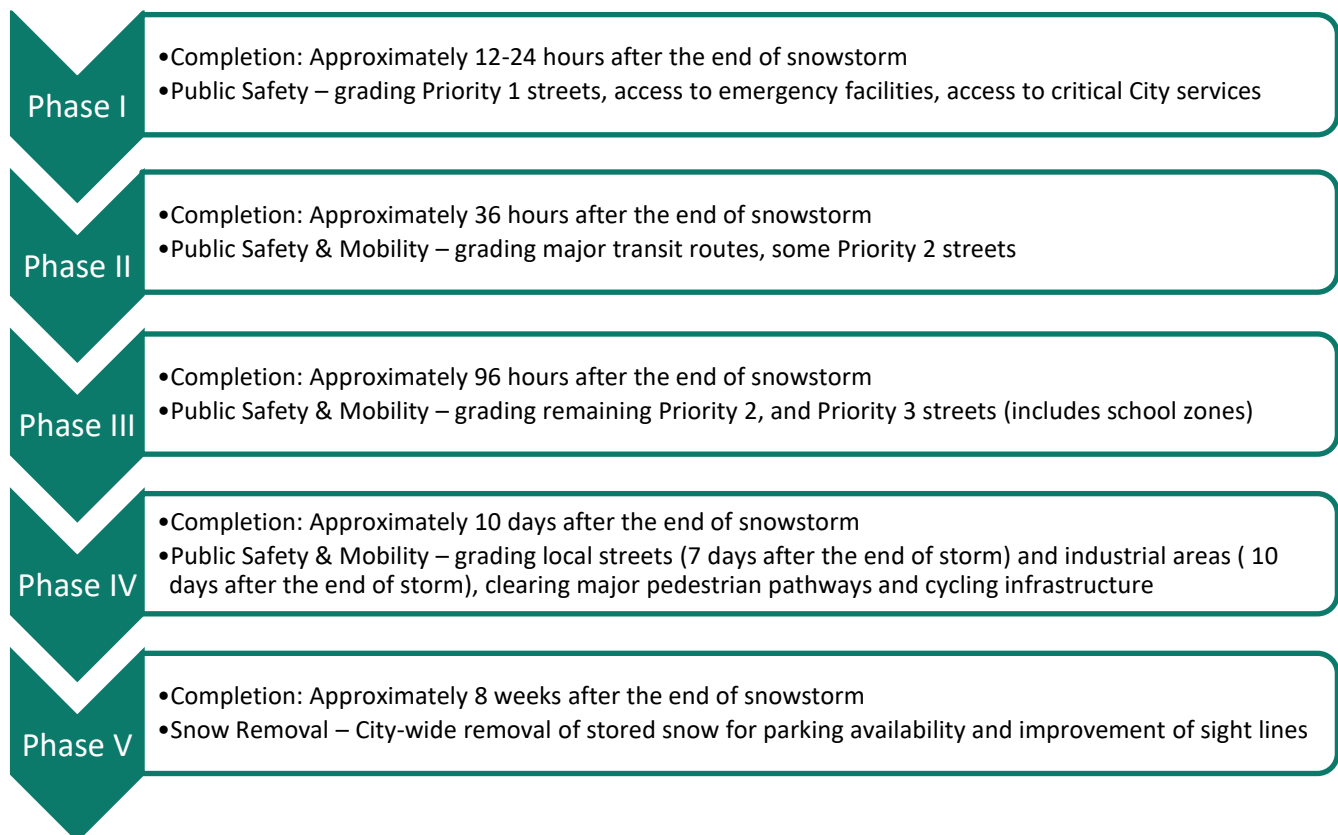 Phase I
•Completion: Approximately 12-24 hours after the end of snowstorm
•Public Safety – grading Priority 1 streets, access to emergency facilities, access to critical City services
Phase II
•Completion: Approximately 36 hours after the end of snowstorm
•Public Safety & Mobility – grading major transit routes, some Priority 2 streets
Phase III
•Completion: Approximately 96 hours after the end of snowstorm
•Public Safety & Mobility – grading remaining Priority 2, and Priority 3 streets (includes school zones)
Phase IV
•Completion: Approximately 10 days after the end of snowstorm
•Public Safety & Mobility – grading local streets (7 days after the end of storm) and industrial areas ( 10
days after the end of storm), clearing major pedestrian pathways and cycling infrastructure
Phase V
•Completion: Approximately 8 weeks after the end of snowstorm
•Snow Removal – City-wide removal of stored snow for parking availability and improvement of sight lines